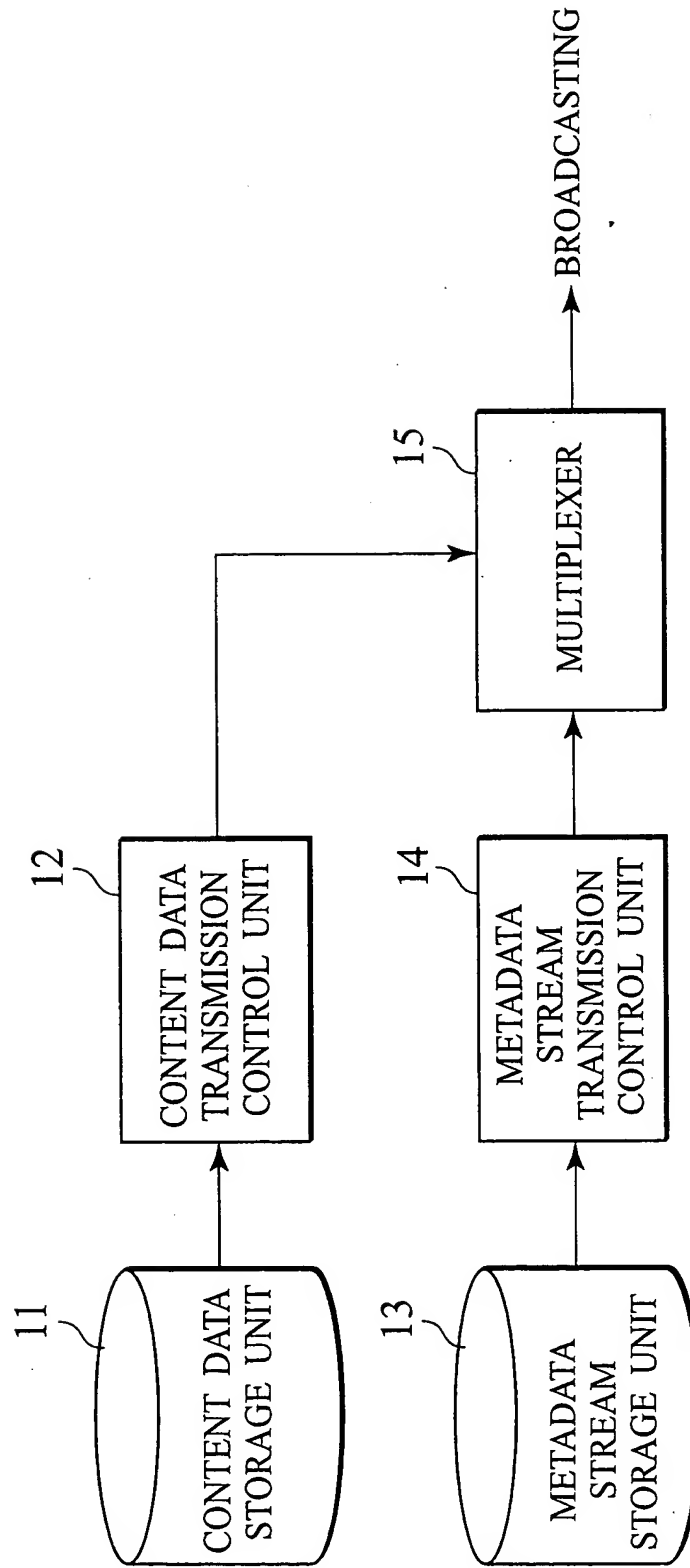 11
CONTENT DATA
STORAGE UNIT
12
CONTENT DATA
TRANSMISSION
CONTROL UNIT
13
METADATA
STREAM
STORAGE UNIT
14
METADATA
STREAM
TRANSMISSION
CONTROL UNIT
15
MULTIPLEXER
BROADCASTING